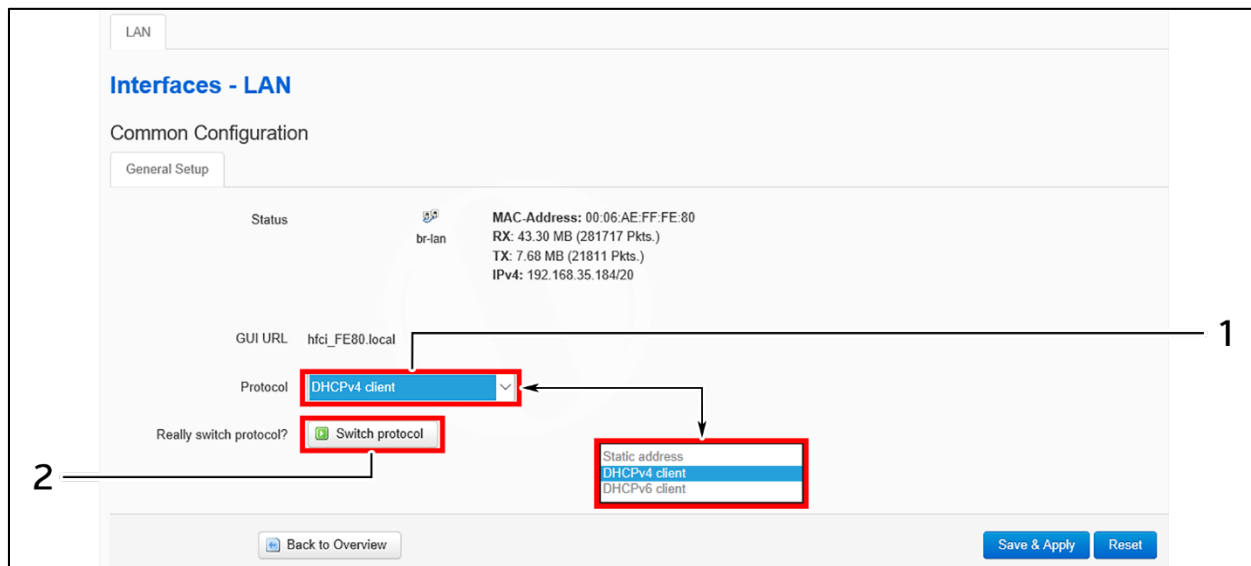 LAN
Interfaces - LAN
Common Configuration
General Setup
Status
br-lan
MAC-Address: 00:06:AE:FF:FE:80
RX: 43.30 MB (281717 Pkts.)
TX: 7.68 MB (21811 Pkts.)
IPv4: 192.168.35.184/20
GUI URL hfci_FE80.local
1
Protocol DHCPv4 client
Really switch protocol? Switch protocol
2
Static address
DHCPv4 client
DHCPv6 client
Back to Overview Save & Apply Reset